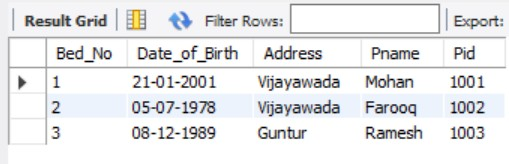 Result Grid Filter Rows: Export:
Bed_No Date_of_Birth Address Pname Pid
1 21-01-2001 Vijayawada Mohan 1001
2 05-07-1978 Vijayawada Farooq 1002
3 08-12-1989 Guntur Ramesh 1003